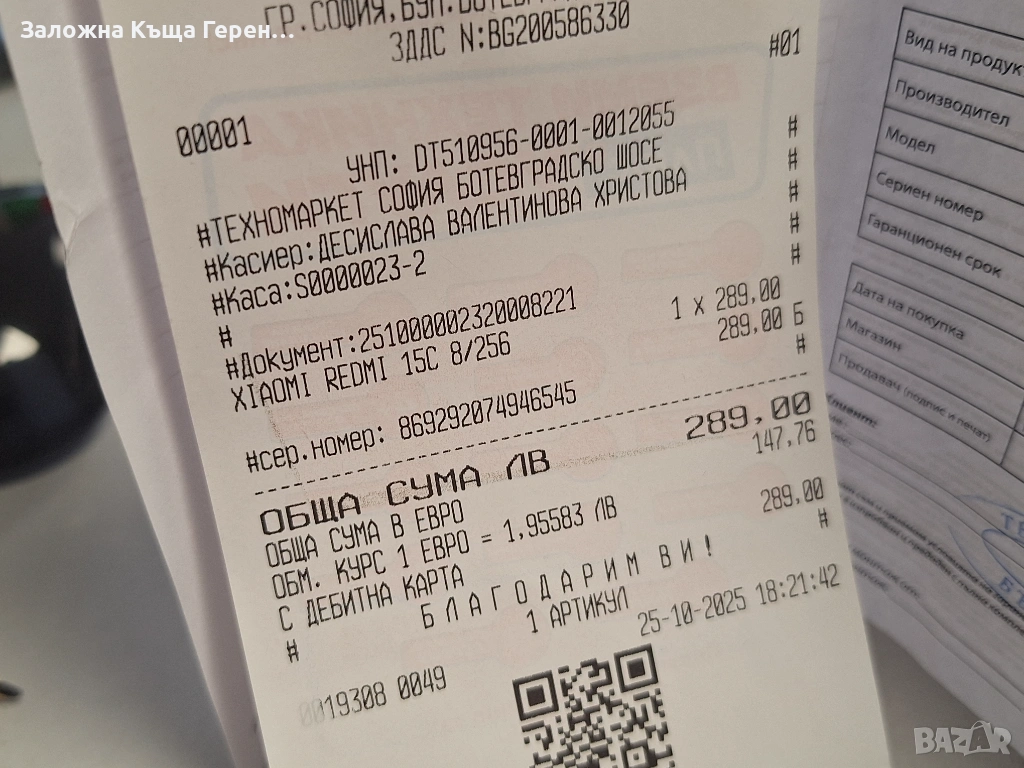 Заложна Къща Герен...
ГР.СОФИЯ,БУЛ.
ЗДДС N:BG200586330
#01
00001
УНП: DT510956-0001-0012055
#
#ТЕХНОМАРКЕТ СОФИЯ БОТЕВГРАДСКО ШОСЕ #
#Касиер:ДЕСИСЛАВА ВАЛЕНТИНОВА ХРИСТОВА #
#Каса:S0000023-2 #
# #
#Документ:251000002320008221
XIAOMI REDMI 15C 8/256 1 x 289.00
289.00 Б
#сер.номер: 869292074946545 #
ОБЩА СУМА ЛВ 289,00
ОБЩА СУМА В ЕВРО 147.76
ОБМ. КУРС 1 ЕВРО = 1,95583 ЛВ
С ДЕБИТНА КАРТА 289.00
# БЛАГОДАРИМ ВИ! #
1 АРТИКУЛ
25-10-2025 18:21:42
0019308 0049
Вид на продук
Производител
Модел
Сериен номер
Гаранционен срок
Дата на покупка
Магазин
Продавач (подпис и печат)
BAZAR